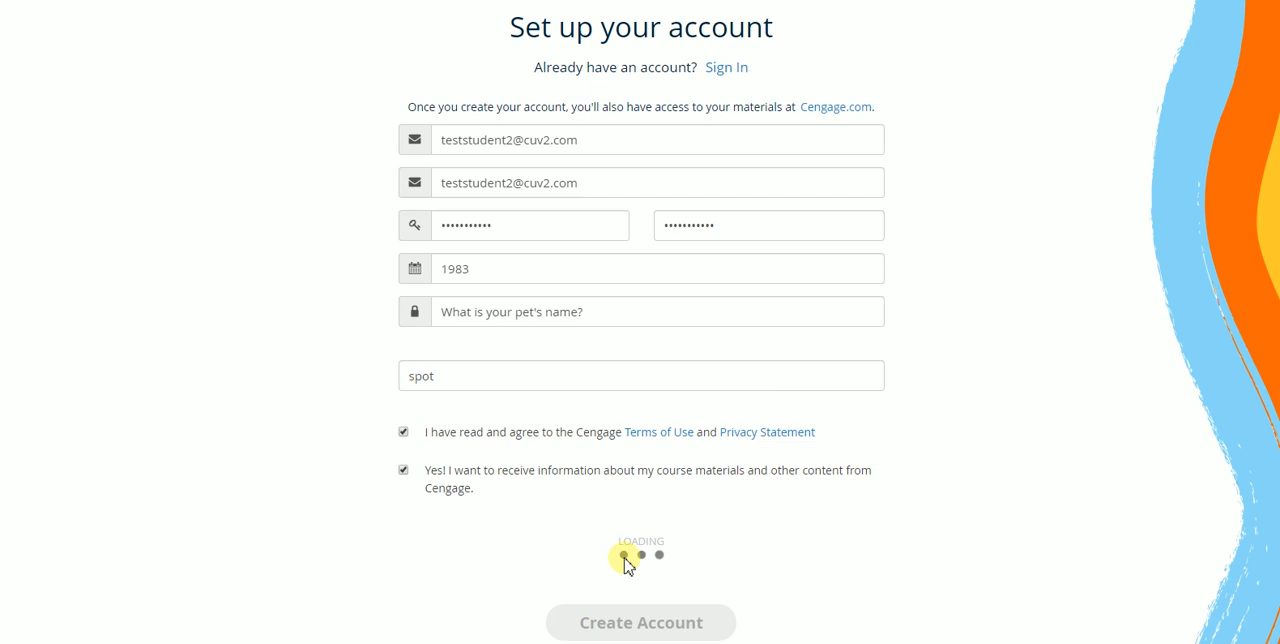 Set up your account
Already have an account? Sign In
Once you create your account, you'll also have access to your materials at Cengage.com.
teststudent2@cuv2.com
teststudent2@cuv2.com
••••••••••• •••••••••••
1983
What is your pet's name?
spot
I have read and agree to the Cengage Terms of Use and Privacy Statement
Yes! I want to receive information about my course materials and other content from
Cengage.
LOADING
Create Account